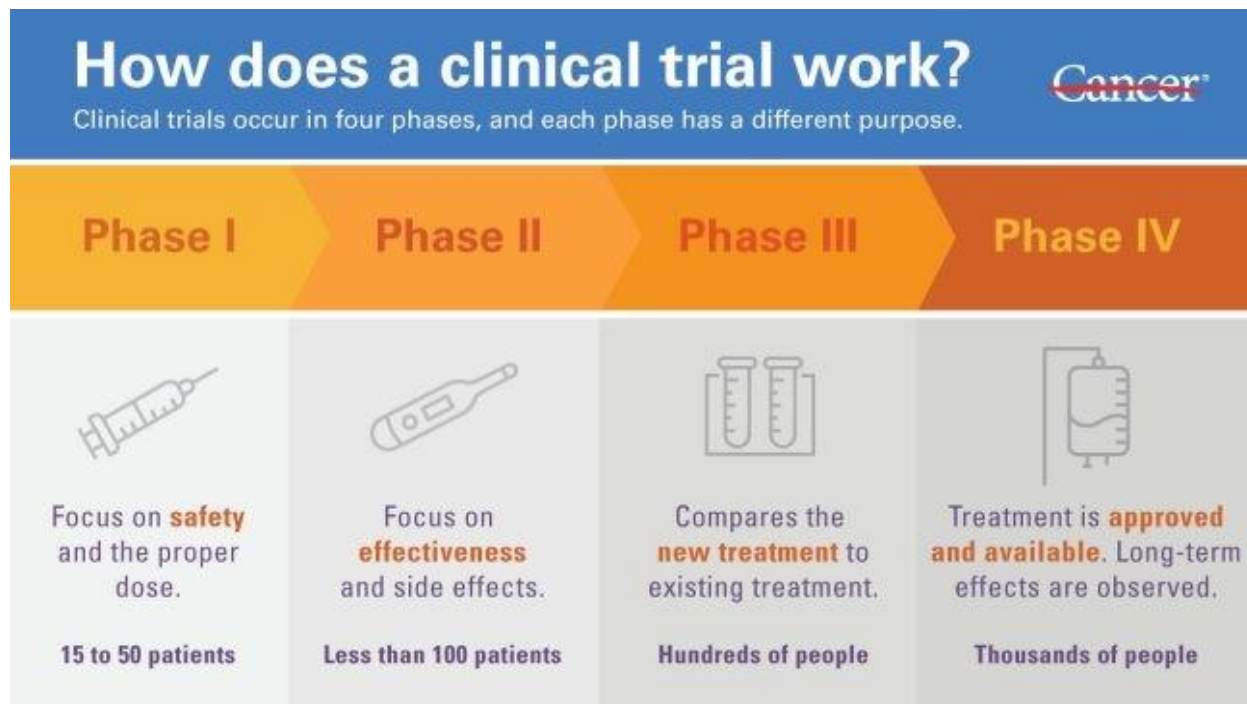 How does a clinical trial work?
Cancer
Clinical trials occur in four phases, and each phase has a different purpose.
Phase I
Phase II
Phase III
Phase IV
Focus on safety
and the proper
dose.
15 to 50 patients
Focus on
effectiveness
and side effects.
Less than 100 patients
Compares the
new treatment to
existing treatment.
Hundreds of people
Treatment is approved
and available. Long-term
effects are observed.
Thousands of people